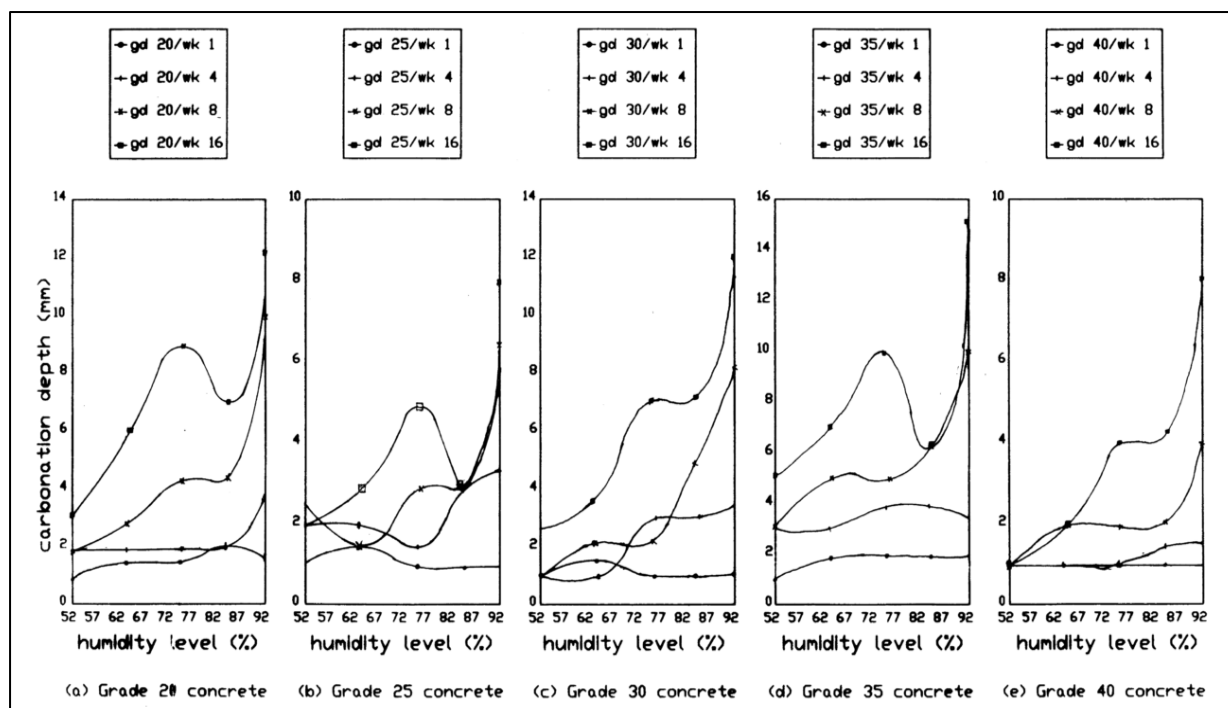 gd 20/wk 1
gd 20/wk 4
gd 20/wk 8
gd 20/wk 16
gd 25/wk 1
gd 25/wk 4
gd 25/wk 8
gd 25/wk 16
gd 30/wk 1
gd 30/wk 4
gd 30/wk 8
gd 30/wk 16
gd 35/wk 1
gd 35/wk 4
gd 35/wk 8
gd 35/wk 16
gd 40/wk 1
gd 40/wk 4
gd 40/wk 8
gd 40/wk 16
carbonation depth (mm)
14
12
10
8
6
4
2
0
52 57 62 67 72 77 82 87 92
humidity level (%)
(a) Grade 20 concrete
10
8
6
4
2
0
52 57 62 67 72 77 82 87 92
humidity level (%)
(b) Grade 25 concrete
14
12
10
8
6
4
2
0
52 57 62 67 72 77 82 87 92
humidity level (%)
(c) Grade 30 concrete
16
14
12
10
8
6
4
2
0
52 57 62 67 72 77 82 87 92
humidity level (%)
(d) Grade 35 concrete
10
8
6
4
2
0
52 57 62 67 72 77 82 87 92
humidity level (%)
(e) Grade 40 concrete